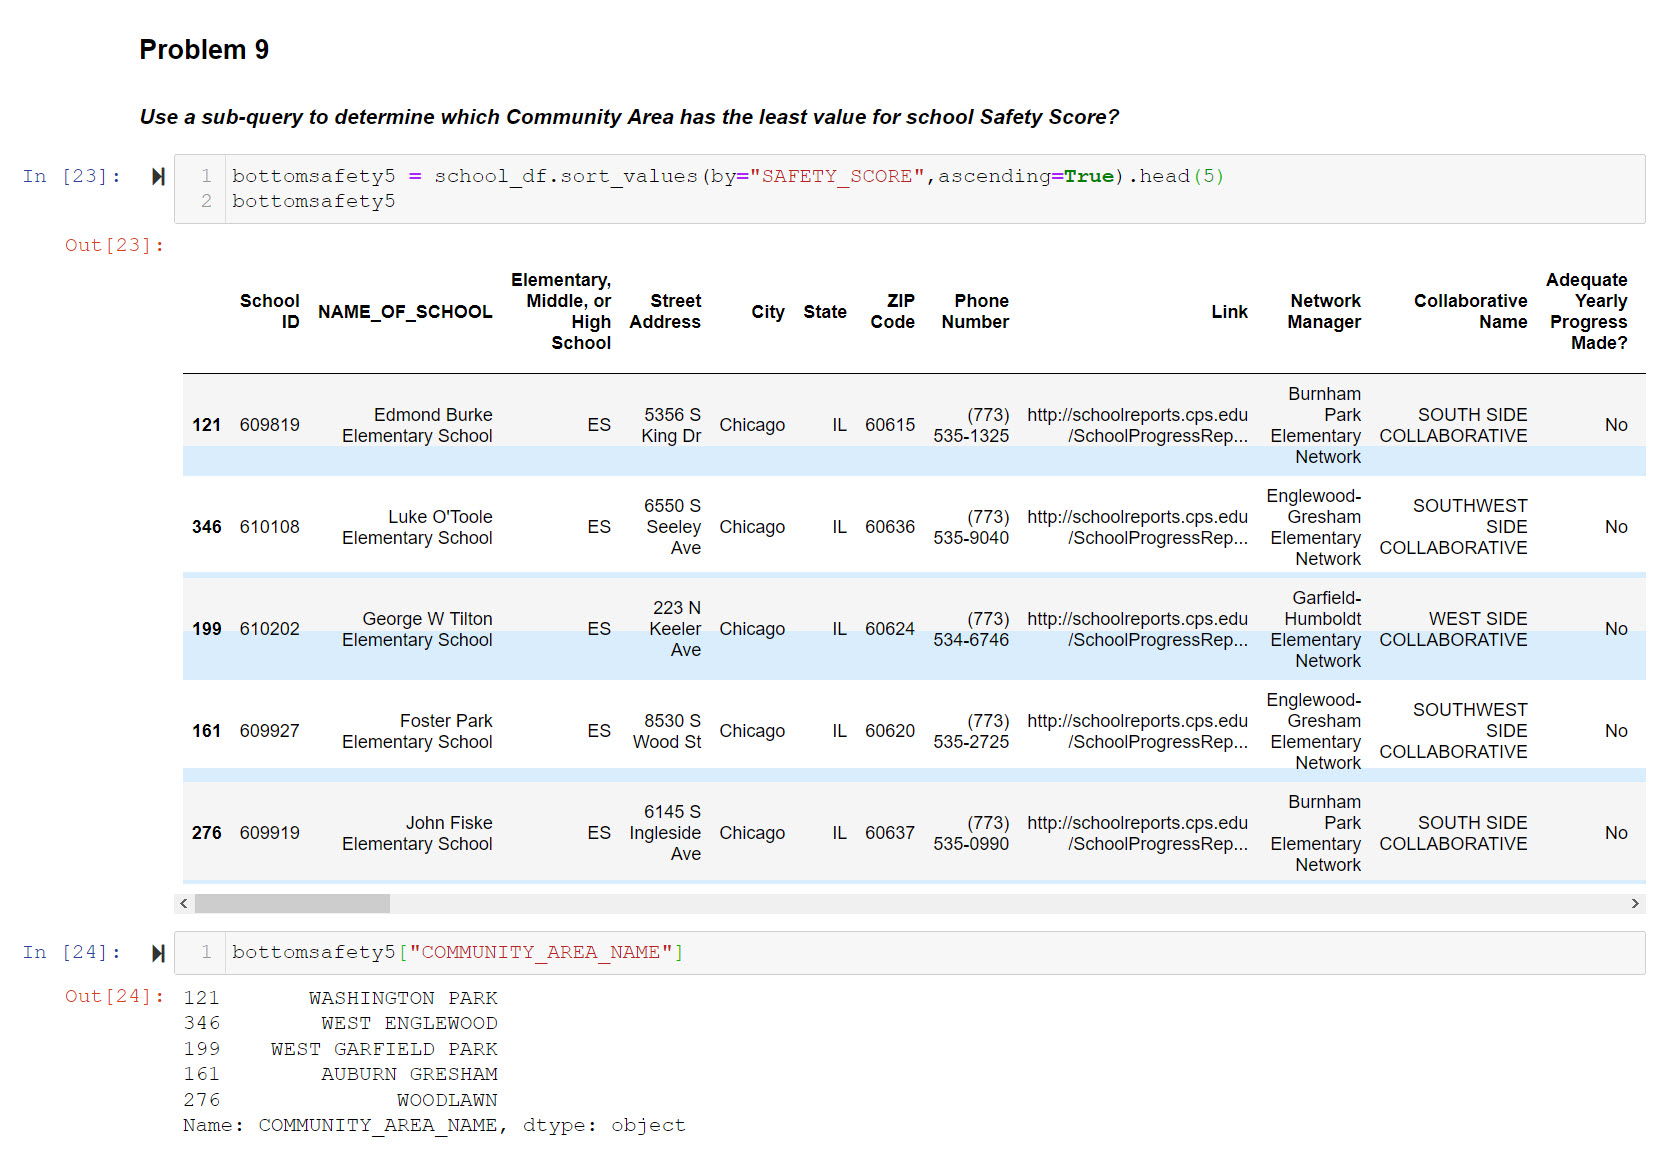 Problem 9
Use a sub-query to determine which Community Area has the least value for school Safety Score?
In [23]:
1 bottomsafety5 = school_df.sort_values(by="SAFETY_SCORE",ascending=True).head(5)
2 bottomsafety5
Out[23]:
School ID NAME_OF_SCHOOL Elementary, Middle, or High School Street Address City State ZIP Code Phone Number Link Network Manager Collaborative Name Adequate Yearly Progress Made?
121 609819 Edmond Burke Elementary School ES 5356 S King Dr Chicago IL 60615 (773) 535-1325 http://schoolreports.cps.edu/SchoolProgressRep... Burnham Park Elementary Network SOUTH SIDE COLLABORATIVE No
346 610108 Luke O'Toole Elementary School ES 6550 S Seeley Ave Chicago IL 60636 (773) 535-9040 http://schoolreports.cps.edu/SchoolProgressRep... Englewood-Gresham Elementary Network SOUTHWEST SIDE COLLABORATIVE No
199 610202 George W Tilton Elementary School ES 223 N Keeler Ave Chicago IL 60624 (773) 534-6746 http://schoolreports.cps.edu/SchoolProgressRep... Garfield-Humboldt Elementary Network WEST SIDE COLLABORATIVE No
161 609927 Foster Park Elementary School ES 8530 S Wood St Chicago IL 60620 (773) 535-2725 http://schoolreports.cps.edu/SchoolProgressRep... Englewood-Gresham Elementary Network SOUTHWEST SIDE COLLABORATIVE No
276 609919 John Fiske Elementary School ES 6145 S Ingleside Ave Chicago IL 60637 (773) 535-0990 http://schoolreports.cps.edu/SchoolProgressRep... Burnham Park Elementary Network SOUTH SIDE COLLABORATIVE No
In [24]:
1 bottomsafety5["COMMUNITY_AREA_NAME"]
Out[24]:
121 WASHINGTON PARK
346 WEST ENGLEWOOD
199 WEST GARFIELD PARK
161 AUBURN GRESHAM
276 WOODLAWN
Name: COMMUNITY_AREA_NAME, dtype: object